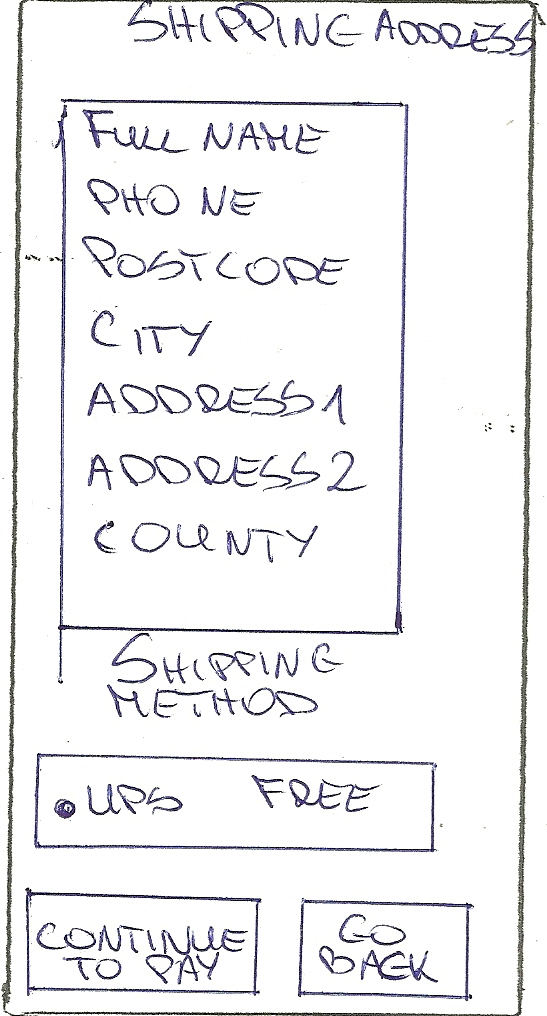 SHIPPING ADDRESS
FULL NAME
PHONE
POSTCODE
CITY
ADDRESS1
ADDRESS2
COUNTY
SHIPPING
METHOD
UPS FREE
CONTINUE
TO PAY
GO
BACK